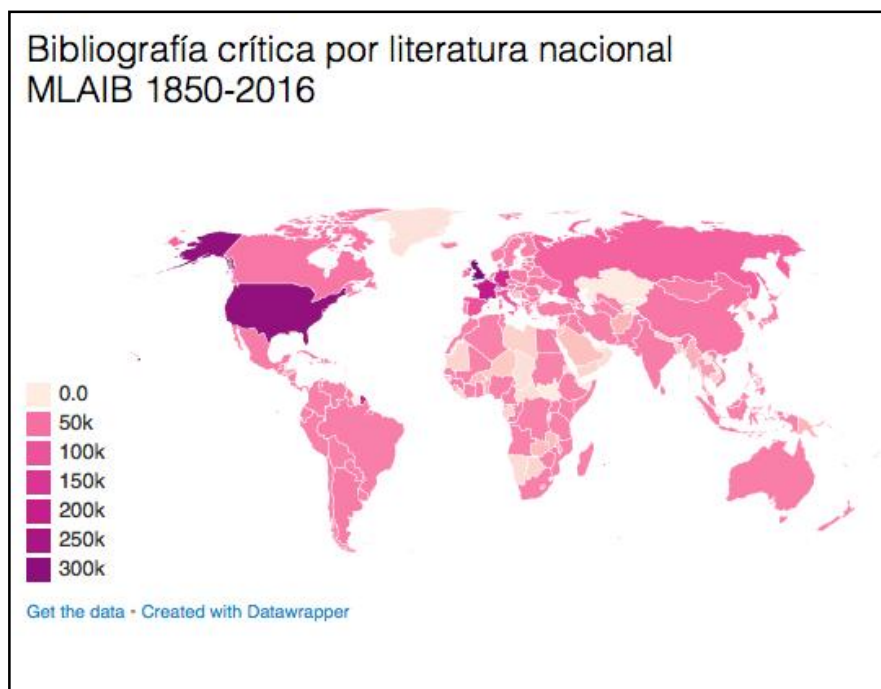 Bibliografía crítica por literatura nacional
MLAIB 1850-2016
0.0
50k
100k
150k
200k
250k
300k
Get the data • Created with Datawrapper